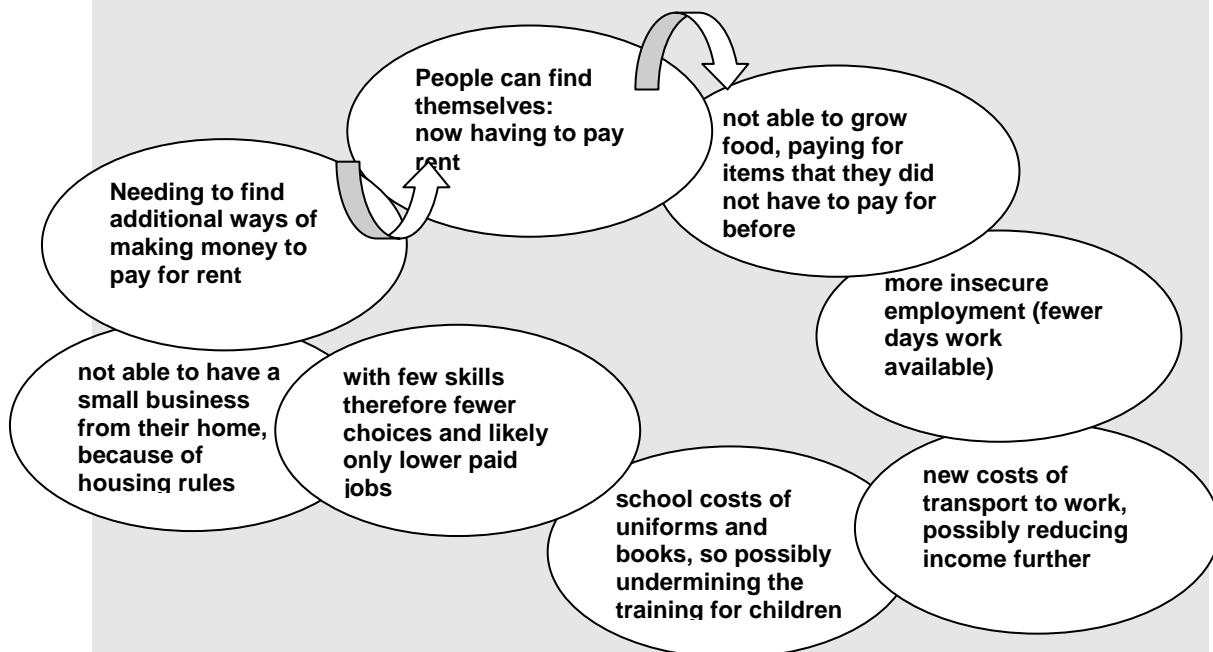 People can find
themselves:
now having to pay
rent
not able to grow
food, paying for
items that they did
not have to pay for
before
more insecure
employment (fewer
days work
available)
new costs of
transport to work,
possibly reducing
income further
school costs of
uniforms and
books, so possibly
undermining the
training for children
with few skills
therefore fewer
choices and likely
only lower paid
jobs
not able to have a
small business
from their home,
because of
housing rules
Needing to find
additional ways of
making money to
pay for rent